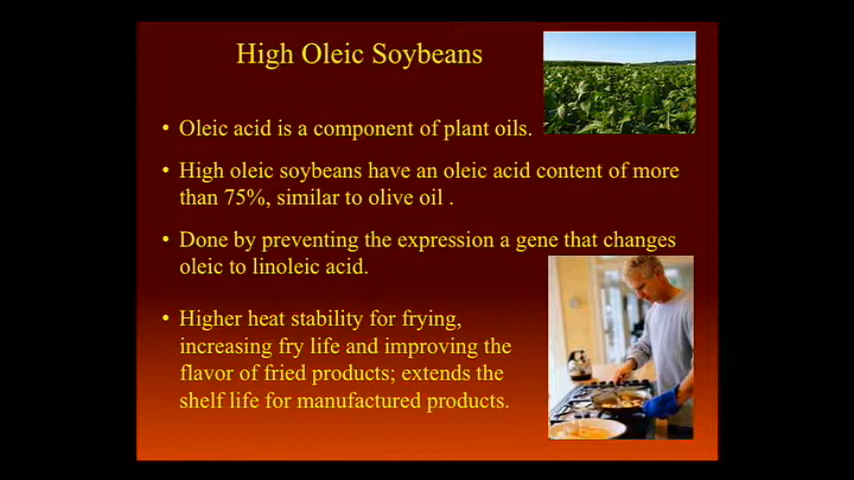 High Oleic Soybeans
• Oleic acid is a component of plant oils.
• High oleic soybeans have an oleic acid content of more
than 75%, similar to olive oil .
• Done by preventing the expression a gene that changes
oleic to linoleic acid.
• Higher heat stability for frying,
increasing fry life and improving the
flavor of fried products; extends the
shelf life for manufactured products.